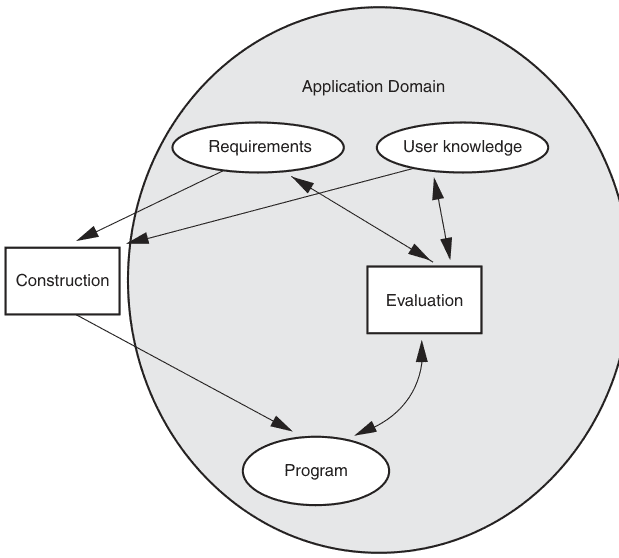 Application Domain
Requirements
User knowledge
Construction
Evaluation
Program